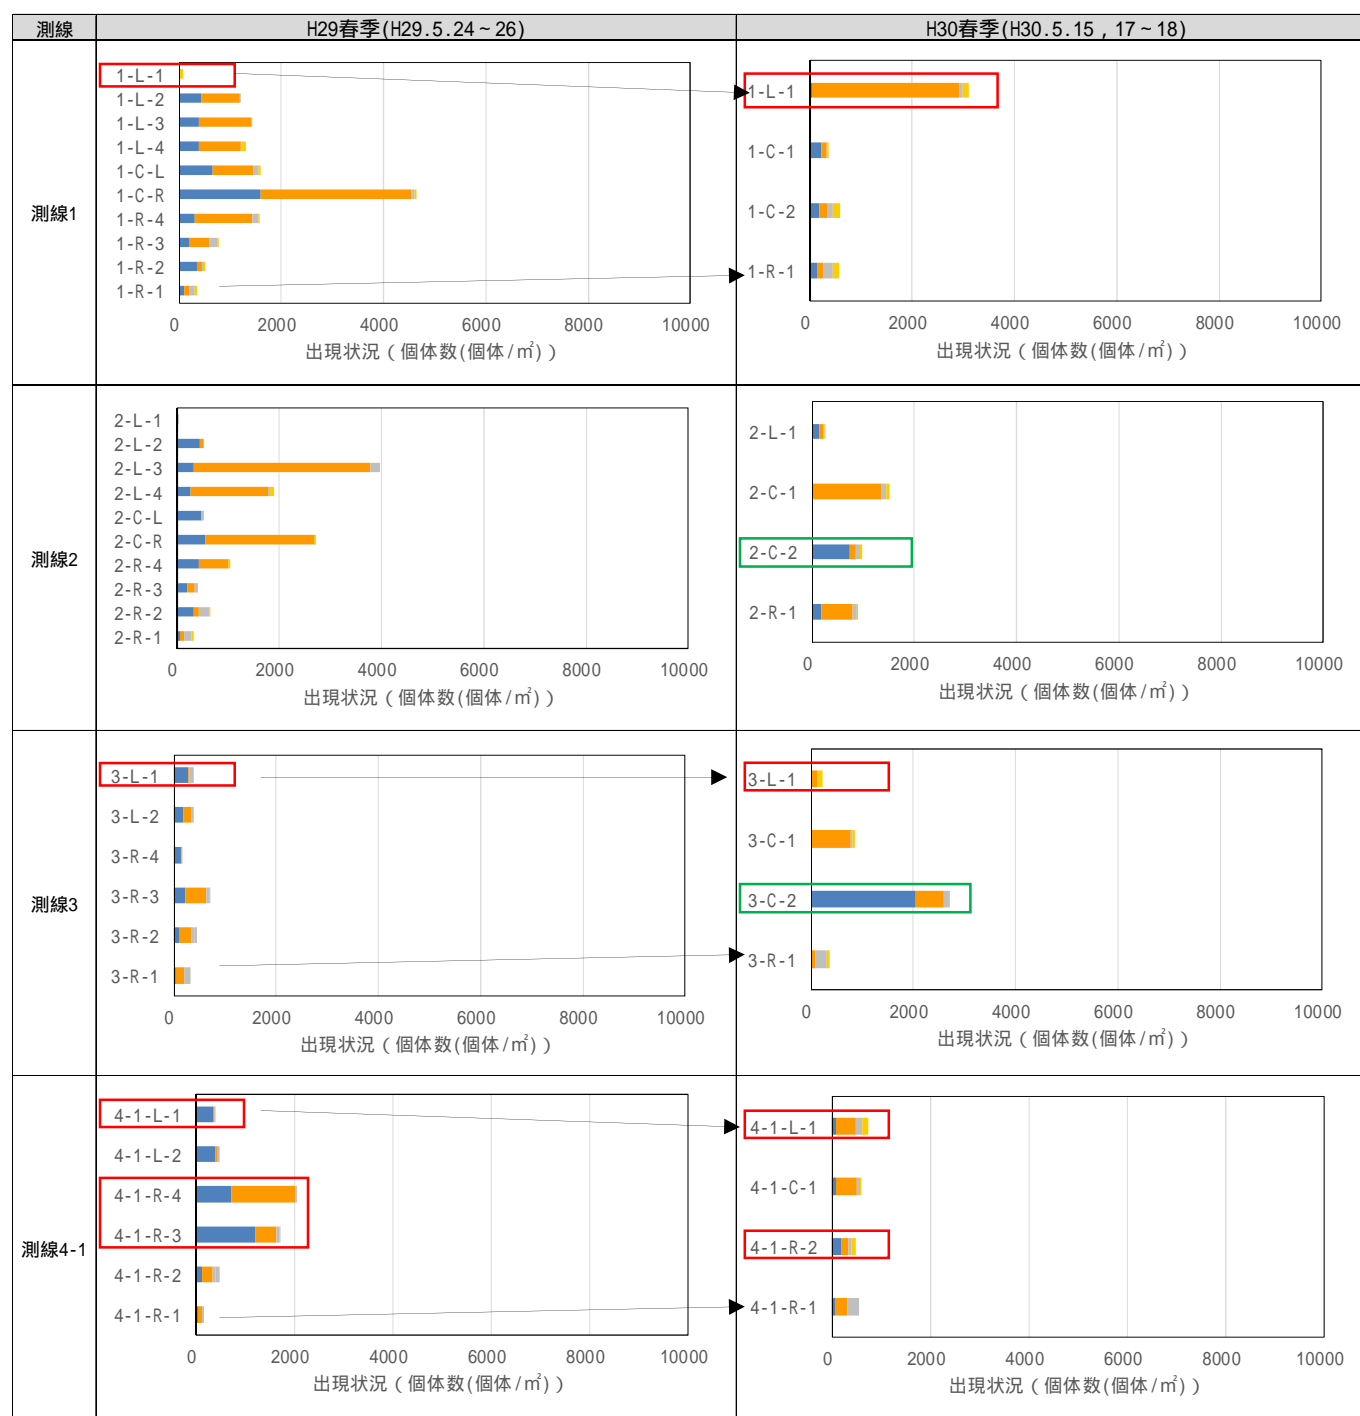 測線 H29春季(H29.5.24～26) H30春季(H30.5.15，17～18)
測線1
1-L-1
1-L-2
1-L-3
1-L-4
1-C-L
1-C-R
1-R-4
1-R-3
1-R-2
1-R-1
0 2000 4000 6000 8000 10000
出現状況（個体数(個体/㎡)）
1-L-1
1-C-1
1-C-2
1-R-1
0 2000 4000 6000 8000 10000
出現状況（個体数(個体/㎡)）
測線2
2-L-1
2-L-2
2-L-3
2-L-4
2-C-L
2-C-R
2-R-4
2-R-3
2-R-2
2-R-1
0 2000 4000 6000 8000 10000
出現状況（個体数(個体/㎡)）
2-L-1
2-C-1
2-C-2
2-R-1
0 2000 4000 6000 8000 10000
出現状況（個体数(個体/㎡)）
測線3
3-L-1
3-L-2
3-R-4
3-R-3
3-R-2
3-R-1
0 2000 4000 6000 8000 10000
出現状況（個体数(個体/㎡)）
3-L-1
3-C-1
3-C-2
3-R-1
0 2000 4000 6000 8000 10000
出現状況（個体数(個体/㎡)）
測線4-1
4-1-L-1
4-1-L-2
4-1-R-4
4-1-R-3
4-1-R-2
4-1-R-1
0 2000 4000 6000 8000 10000
出現状況（個体数(個体/㎡)）
4-1-L-1
4-1-C-1
4-1-R-2
4-1-R-1
0 2000 4000 6000 8000 10000
出現状況（個体数(個体/㎡)）